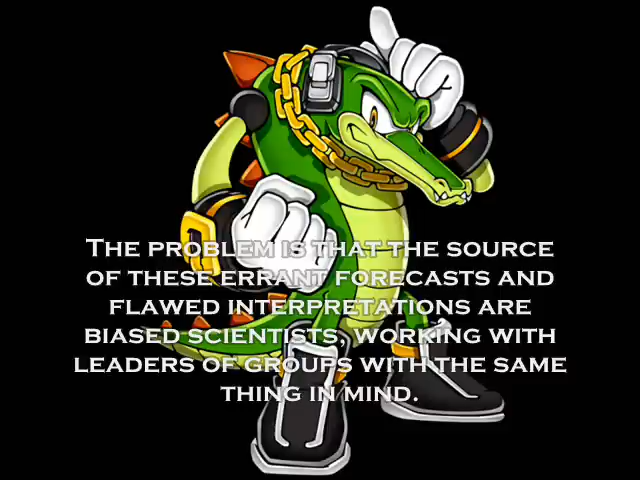 The problem is that the source
of these errant forecasts and
flawed interpretations are
biased scientists, working with
leaders of groups with the same
thing in mind.